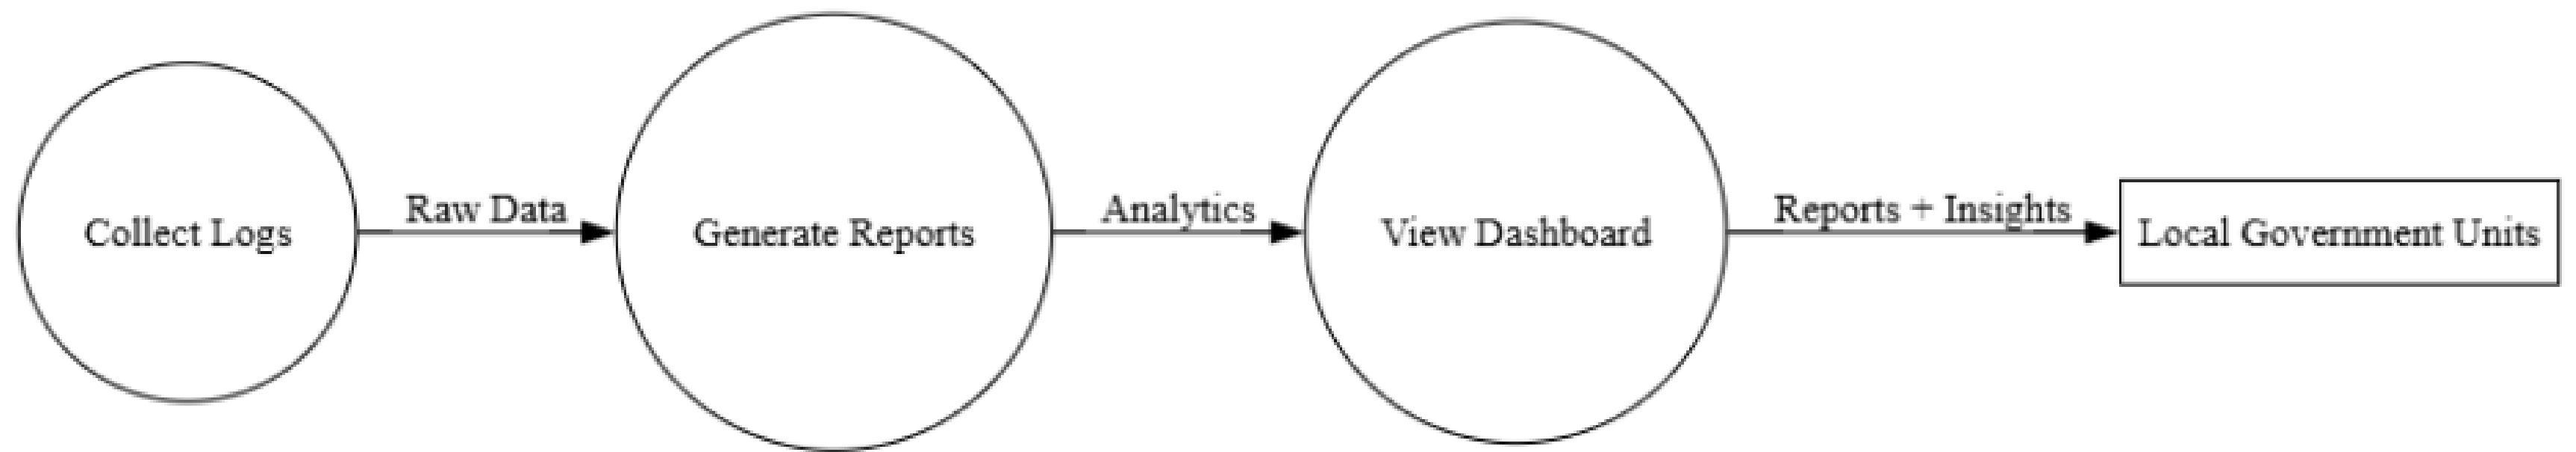 Collect Logs
Raw Data
Generate Reports
Analytics
View Dashboard
Reports + Insights
Local Government Units